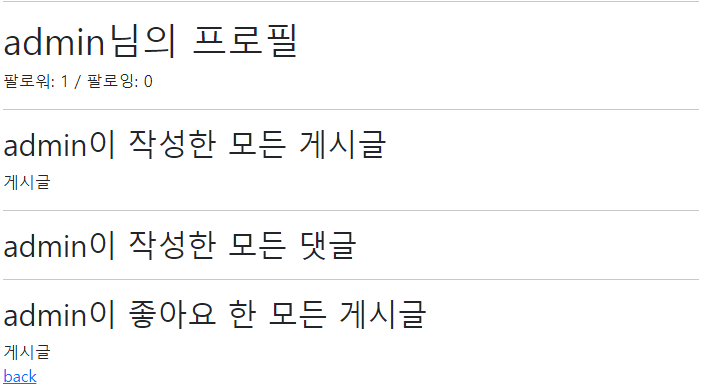 admin님의 프로필
팔로워: 1 / 팔로잉: 0
admin이 작성한 모든 게시글
게시글
admin이 작성한 모든 댓글
admin이 좋아요 한 모든 게시글
게시글
back